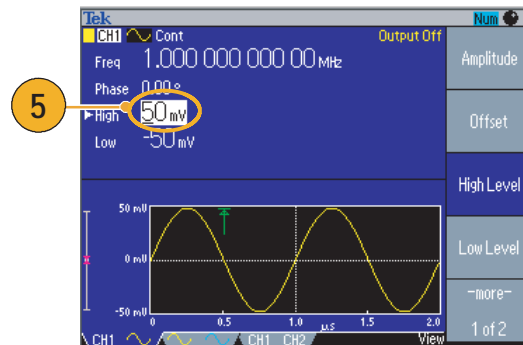 Tek
Num
CH1 Cont
Output Off
Freq 1.000 000 000 00 MHz
Phase 0.00 °
High 50 mV
Low -50 mV
5
Amplitude
Offset
High Level
Low Level
-more-
1 of 2
50 mV
0 mV
-50 mV
0 0.5 1.0 μs 1.5 2.0
CH1 CH1 CH2 View